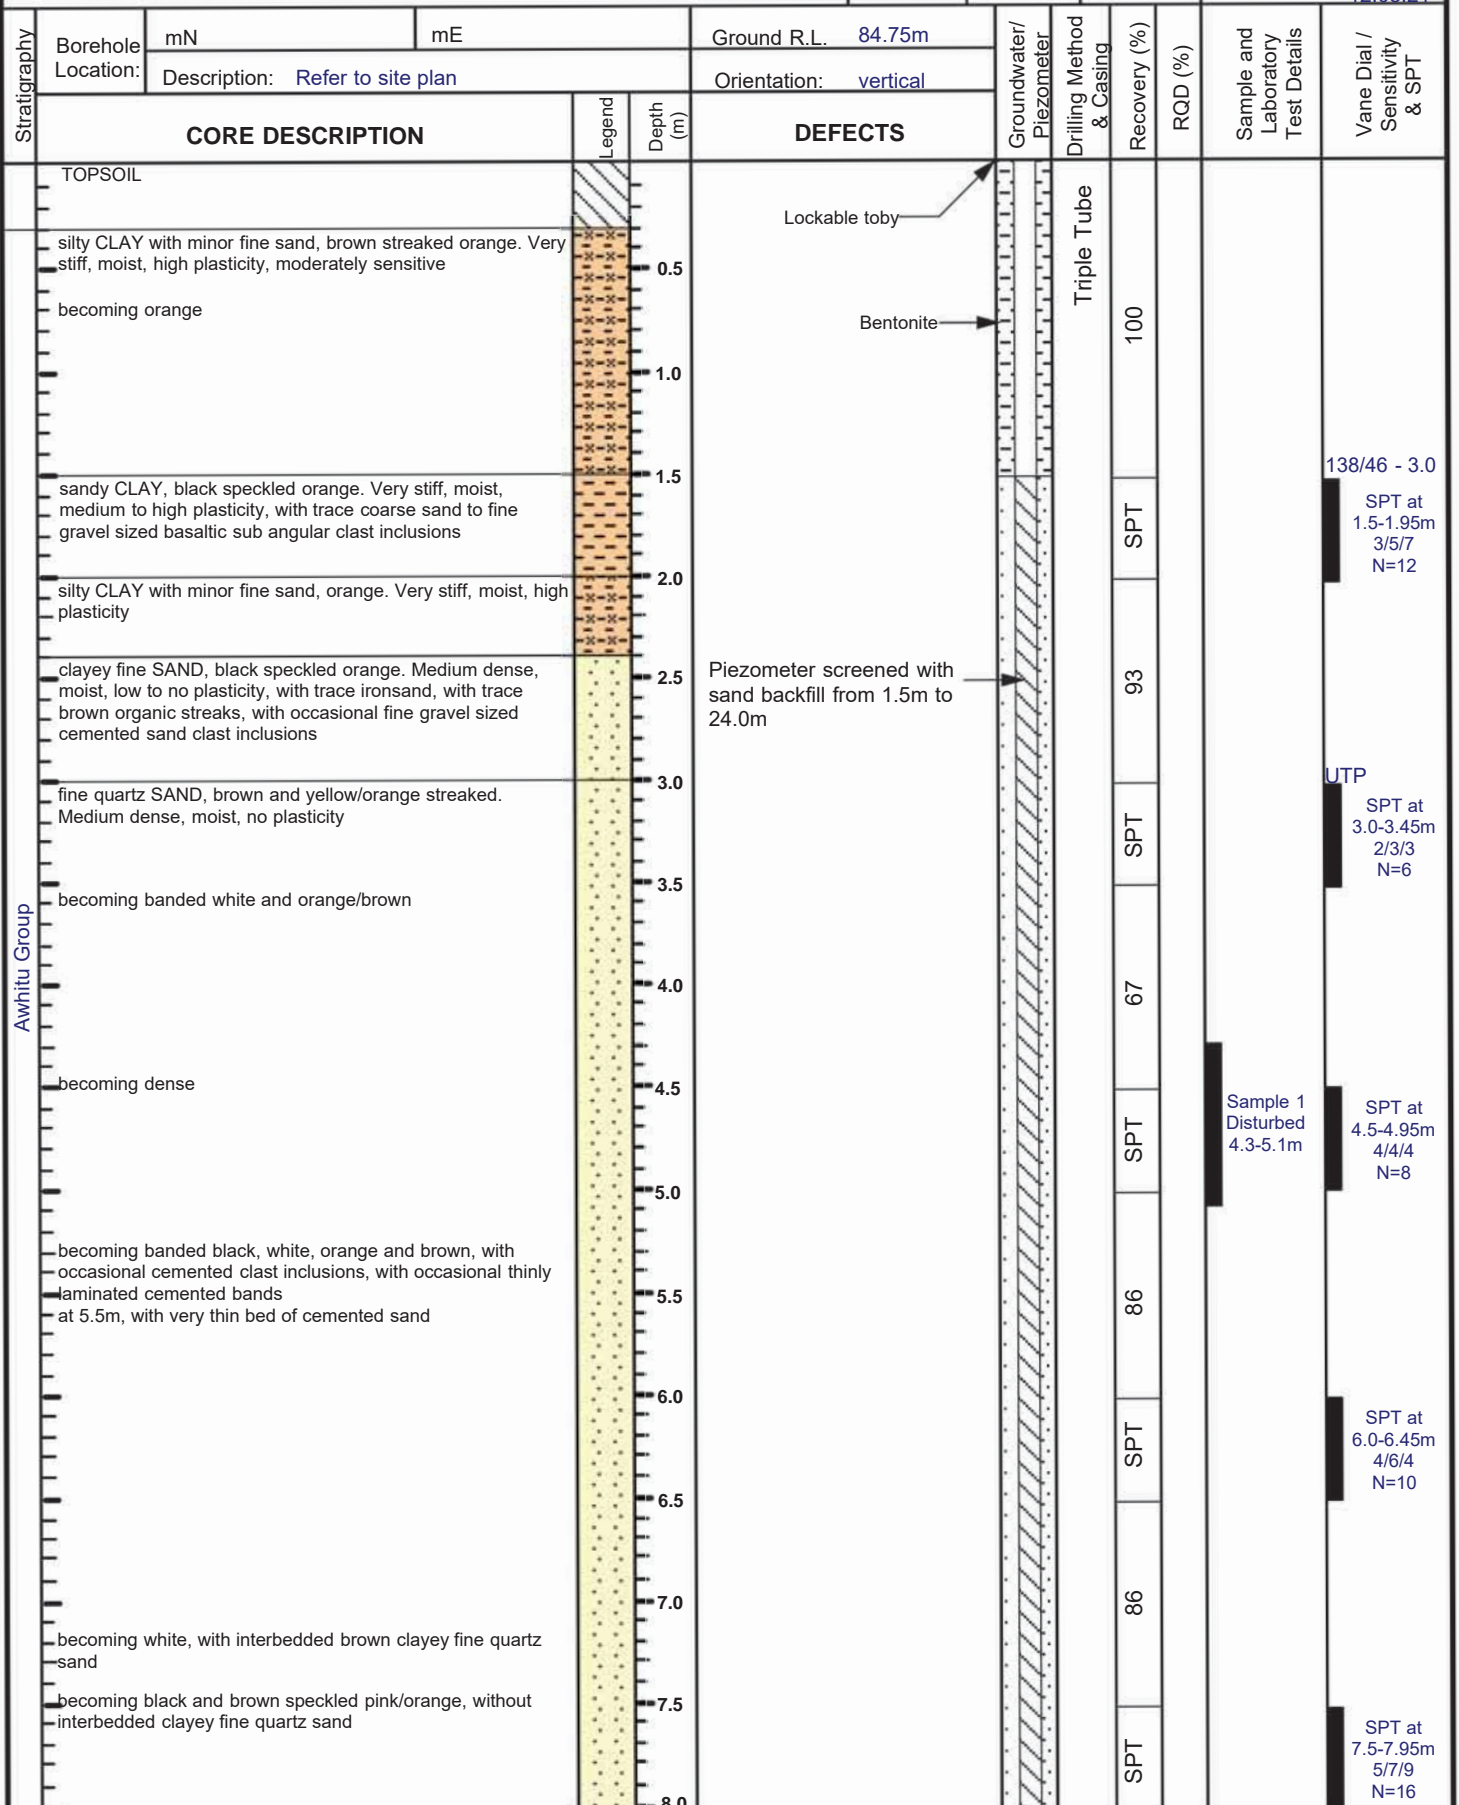 Stratigraphy
Borehole
Location:
mN
mE
Ground R.L. 84.75m
Description: Refer to site plan
Orientation: vertical
CORE DESCRIPTION
Legend
Depth
(m)
DEFECTS
Groundwater/
Piezometer
Drilling Method
& Casing
Recovery (%)
RQD (%)
Sample and
Laboratory
Test Details
Vane Dial /
Sensitivity
& SPT
TOPSOIL
silty CLAY with minor fine sand, brown streaked orange. Very
stiff, moist, high plasticity, moderately sensitive
becoming orange
sandy CLAY, black speckled orange. Very stiff, moist,
medium to high plasticity, with trace coarse sand to fine
gravel sized basaltic sub angular clast inclusions
silty CLAY with minor fine sand, orange. Very stiff, moist, high
plasticity
clayey fine SAND, black speckled orange. Medium dense,
moist, low to no plasticity, with trace ironsand, with trace
brown organic streaks, with occasional fine gravel sized
cemented sand clast inclusions
fine quartz SAND, brown and yellow/orange streaked.
Medium dense, moist, no plasticity
becoming banded white and orange/brown
Awhitu Group
becoming dense
becoming banded black, white, orange and brown, with
occasional cemented clast inclusions, with occasional thinly
laminated cemented bands
at 5.5m, with very thin bed of cemented sand
becoming white, with interbedded brown clayey fine quartz
sand
becoming black and brown speckled pink/orange, without
interbedded clayey fine quartz sand
0.5
1.0
1.5
2.0
2.5
3.0
3.5
4.0
4.5
5.0
5.5
6.0
6.5
7.0
7.5
8.0
Lockable toby
Bentonite
Piezometer screened with
sand backfill from 1.5m to
24.0m
Triple Tube
100
SPT
93
SPT
67
SPT
86
SPT
86
SPT
Sample 1
Disturbed
4.3-5.1m
138/46 - 3.0
SPT at
1.5-1.95m
3/5/7
N=12
UTP
SPT at
3.0-3.45m
2/3/3
N=6
SPT at
4.5-4.95m
4/4/4
N=8
SPT at
6.0-6.45m
4/6/4
N=10
SPT at
7.5-7.95m
5/7/9
N=16